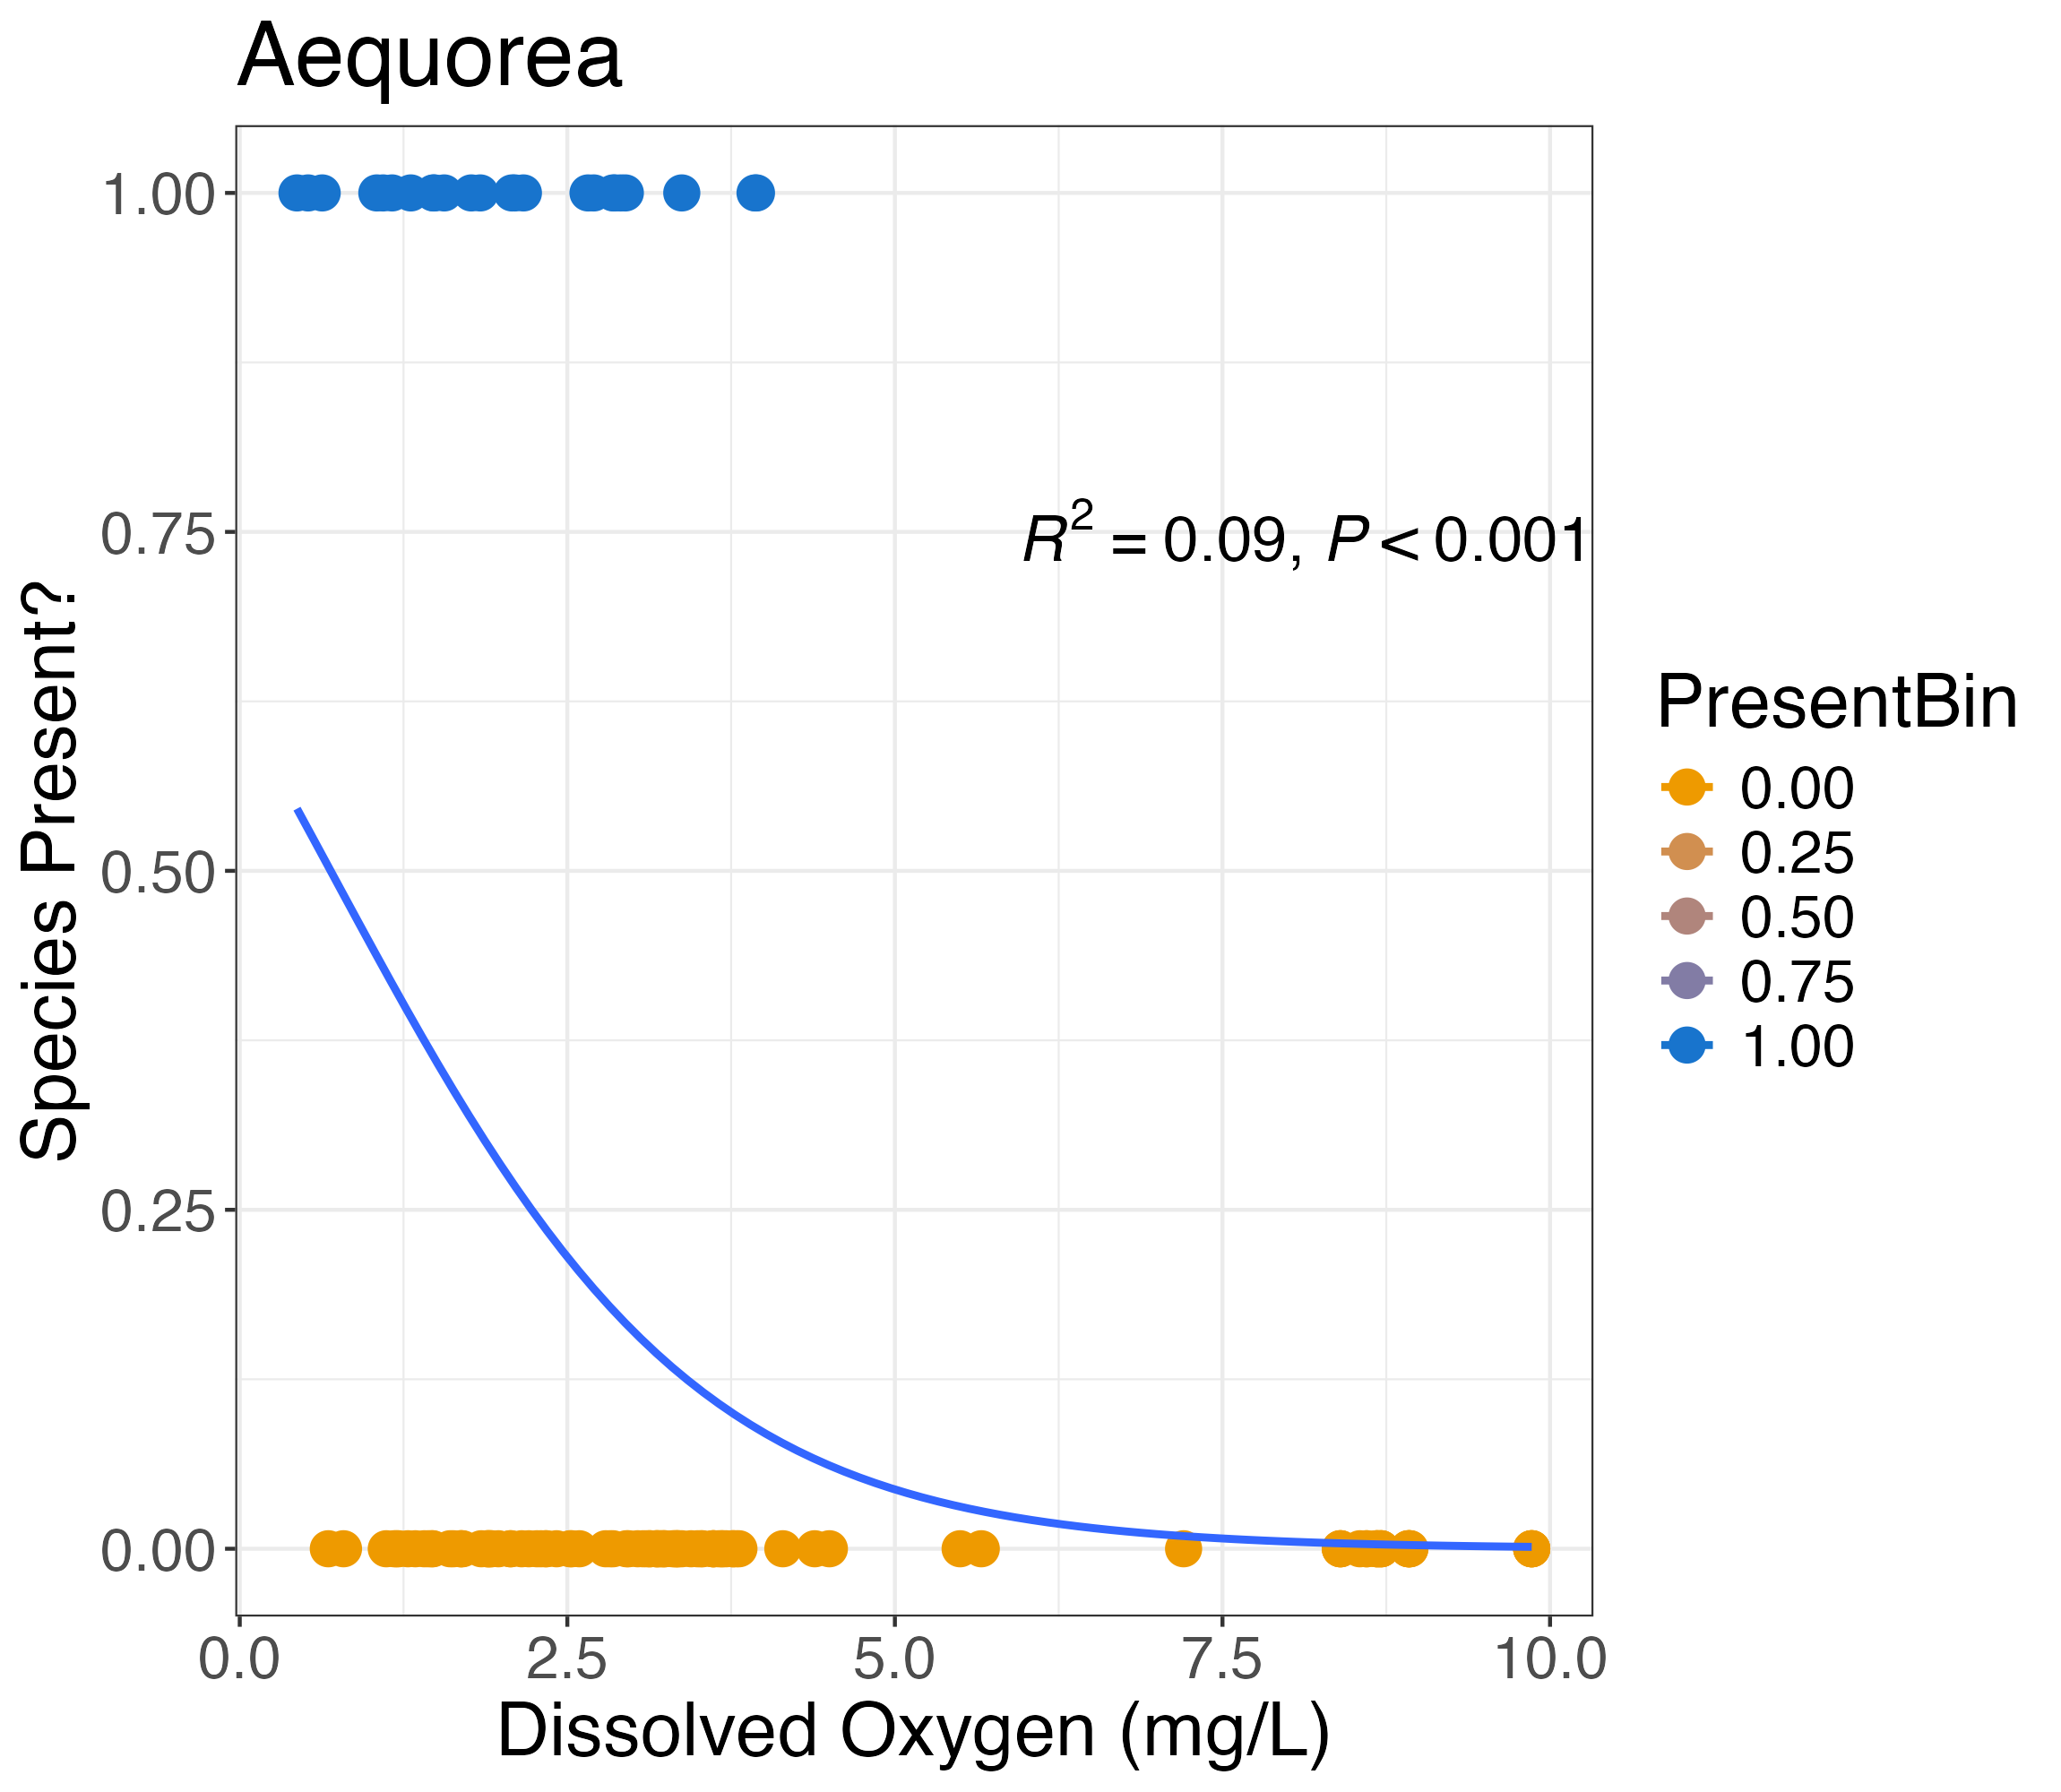 Aequorea
1.00
0.75
0.50
0.25
0.00
Species Present?
R² = 0.09, P < 0.001
0.0 2.5 5.0 7.5 10.0
Dissolved Oxygen (mg/L)
PresentBin
0.00
0.25
0.50
0.75
1.00